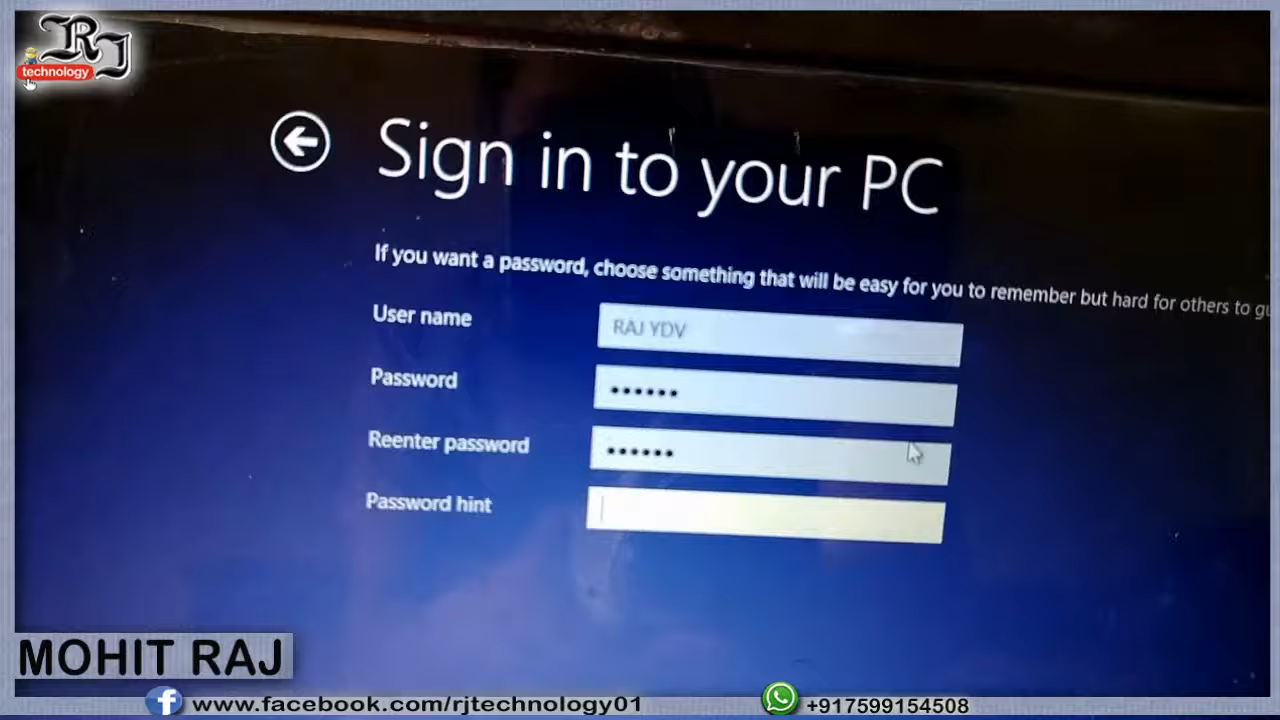 RJ
technology
Sign in to your PC
If you want a password, choose something that will be easy for you to remember but hard for others to
User name
RAJ YDV
Password
••••••
Reenter password
••••••
Password hint
MOHIT RAJ
www.facebook.com/rjtechnology01
+917599154508